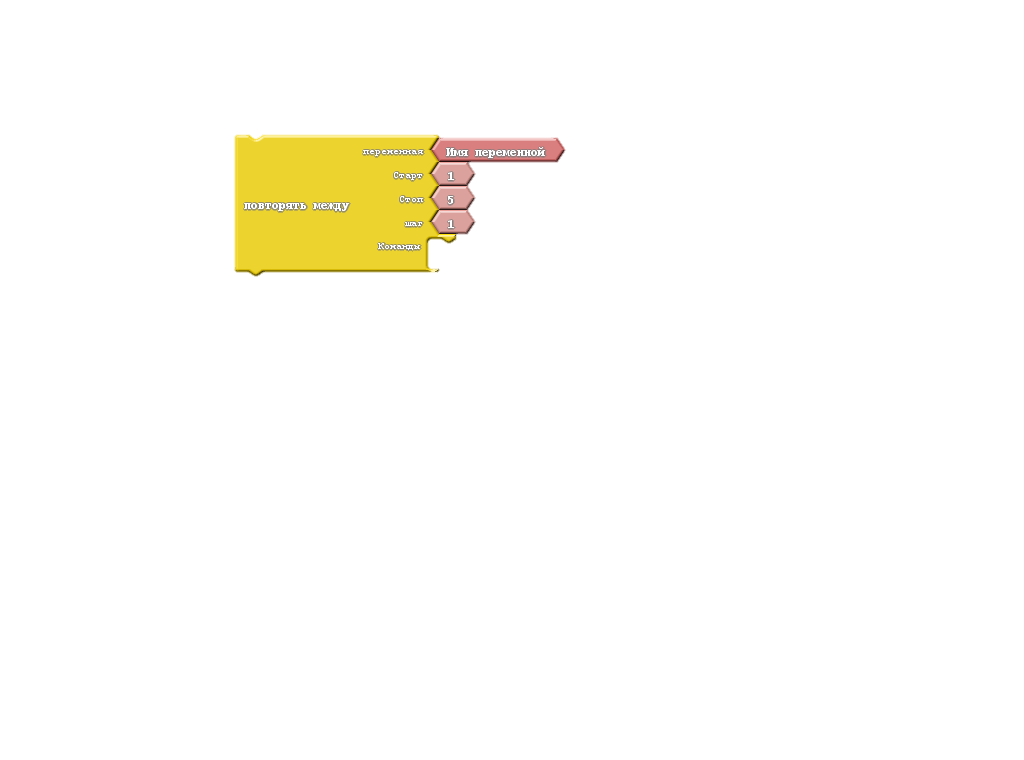 переменная Имя переменной
Старт 1
Стоп 5
повторять между
шаг 1
Команды